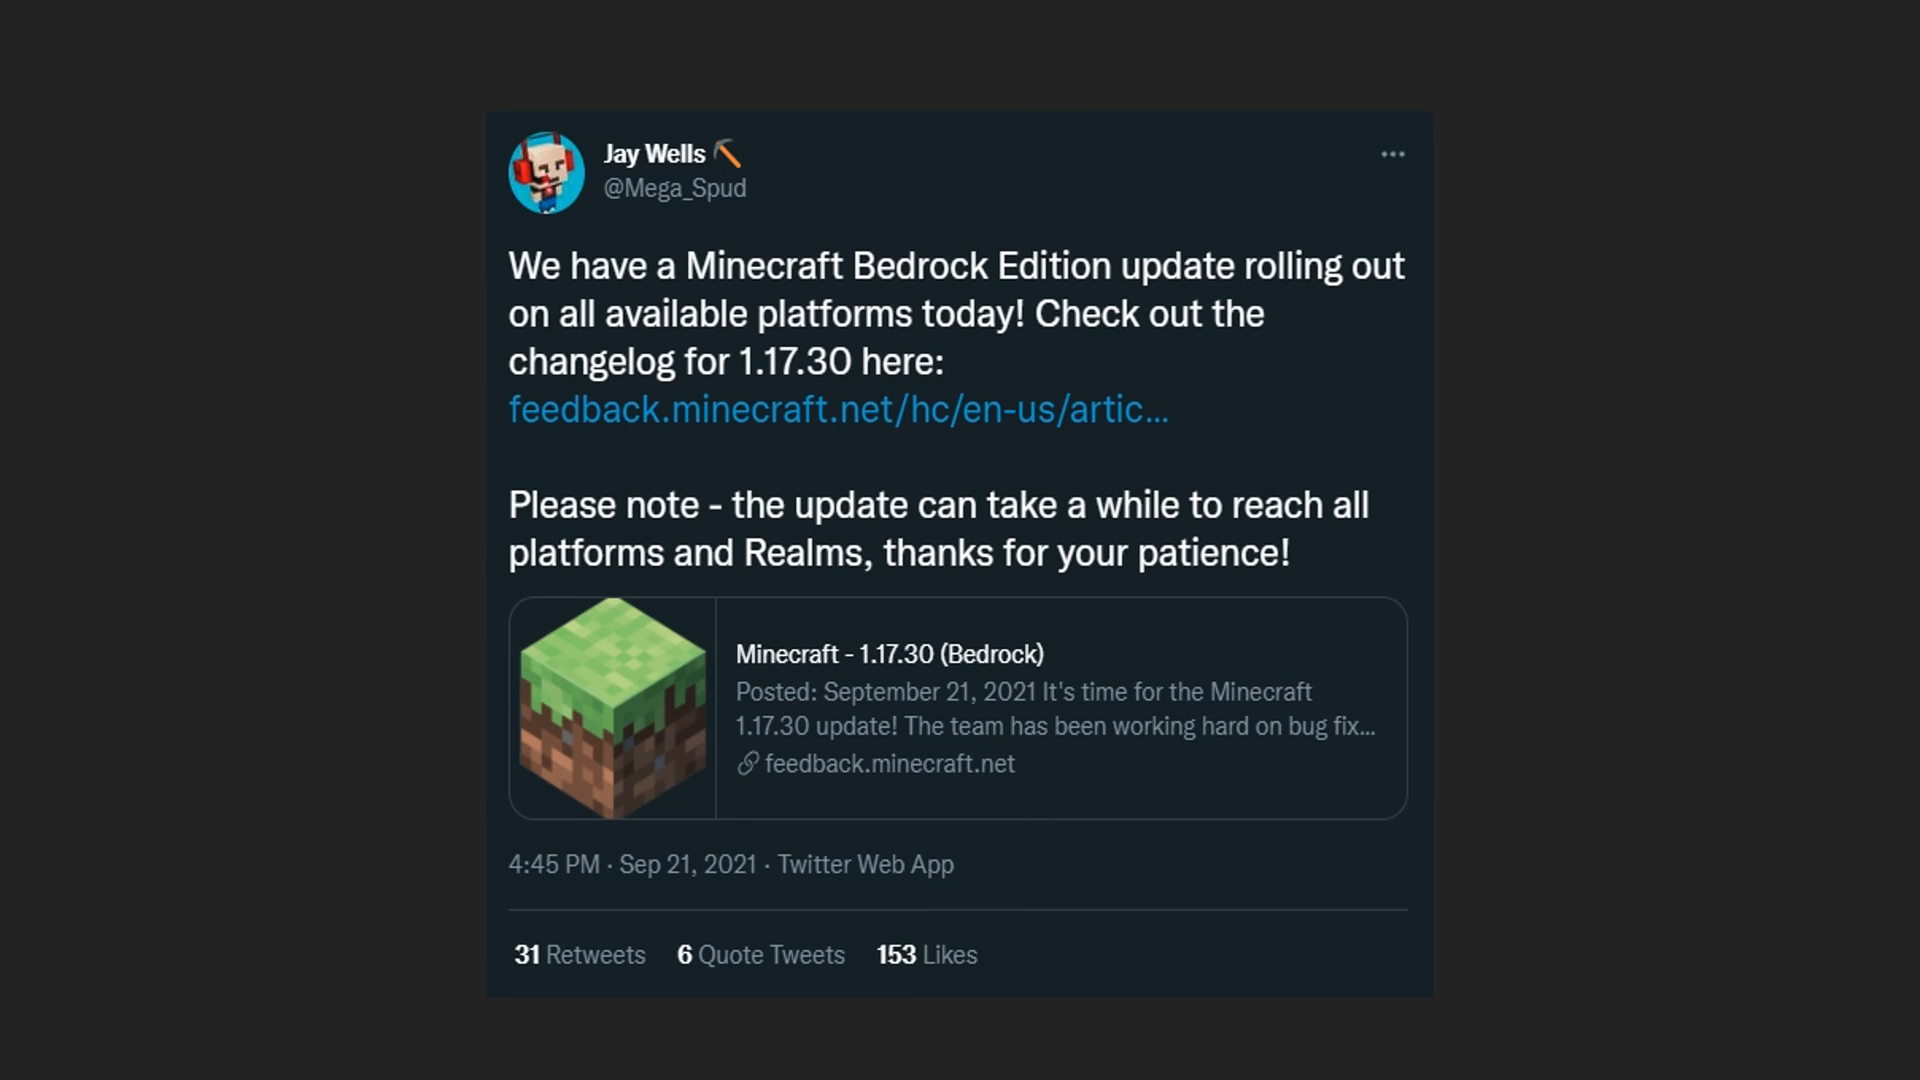 Jay Wells
@Mega_Spud
We have a Minecraft Bedrock Edition update rolling out
on all available platforms today! Check out the
changelog for 1.17.30 here:
feedback.minecraft.net/hc/en-us/artic...
Please note - the update can take a while to reach all
platforms and Realms, thanks for your patience!
Minecraft - 1.17.30 (Bedrock)
Posted: September 21, 2021 It's time for the Minecraft
1.17.30 update! The team has been working hard on bug fix...
feedback.minecraft.net
4:45 PM · Sep 21, 2021 · Twitter Web App
31 Retweets 6 Quote Tweets 153 Likes